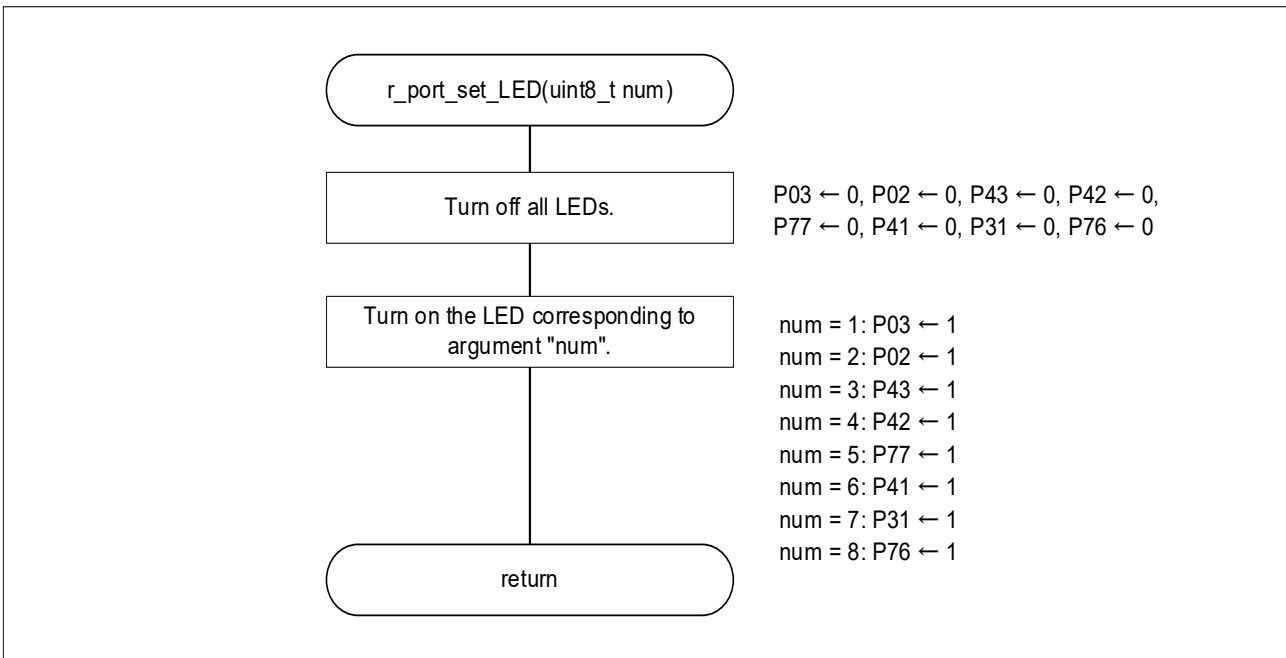 r_port_set_LED(uint8_t num)
Turn off all LEDs.
P03 ← 0, P02 ← 0, P43 ← 0, P42 ← 0,
P77 ← 0, P41 ← 0, P31 ← 0, P76 ← 0
Turn on the LED corresponding to
argument "num".
num = 1: P03 ← 1
num = 2: P02 ← 1
num = 3: P43 ← 1
num = 4: P42 ← 1
num = 5: P77 ← 1
num = 6: P41 ← 1
num = 7: P31 ← 1
num = 8: P76 ← 1
return